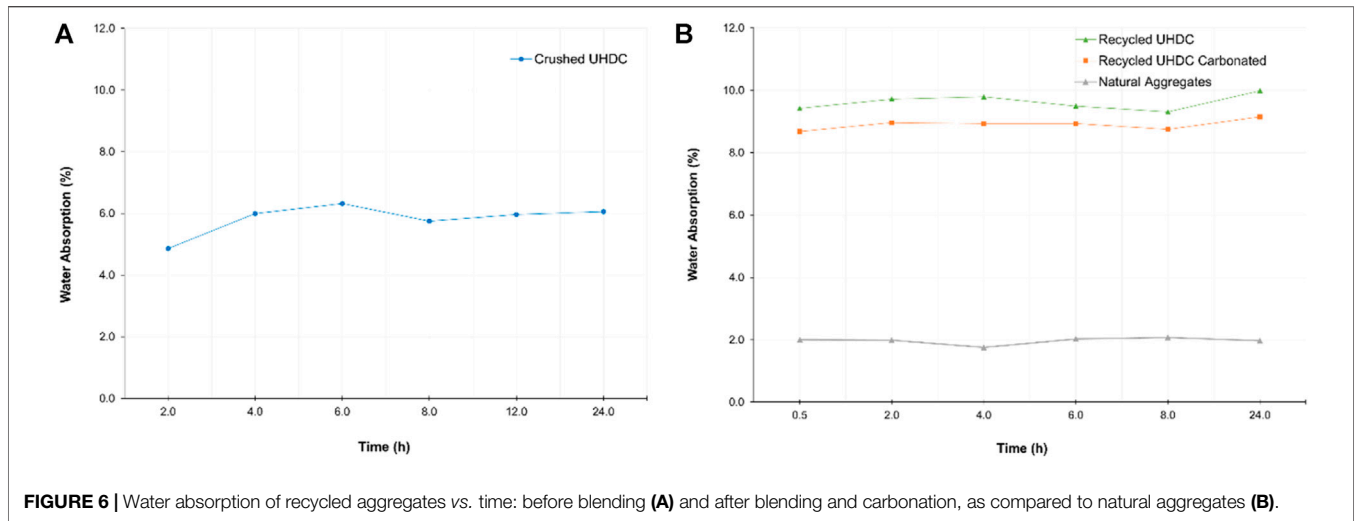 A
12.0
Crushed UHDC
10.0
8.0
6.0
4.0
2.0
0.0
Water Absorption (%)
2.0 4.0 6.0 8.0 12.0 24.0
Time (h)
B
12.0
Recycled UHDC
Recycled UHDC Carbonated
Natural Aggregates
10.0
8.0
6.0
4.0
2.0
0.0
Water Absorption (%)
0.5 2.0 4.0 6.0 8.0 24.0
Time (h)
FIGURE 6 | Water absorption of recycled aggregates vs. time: before blending (A) and after blending and carbonation, as compared to natural aggregates (B).